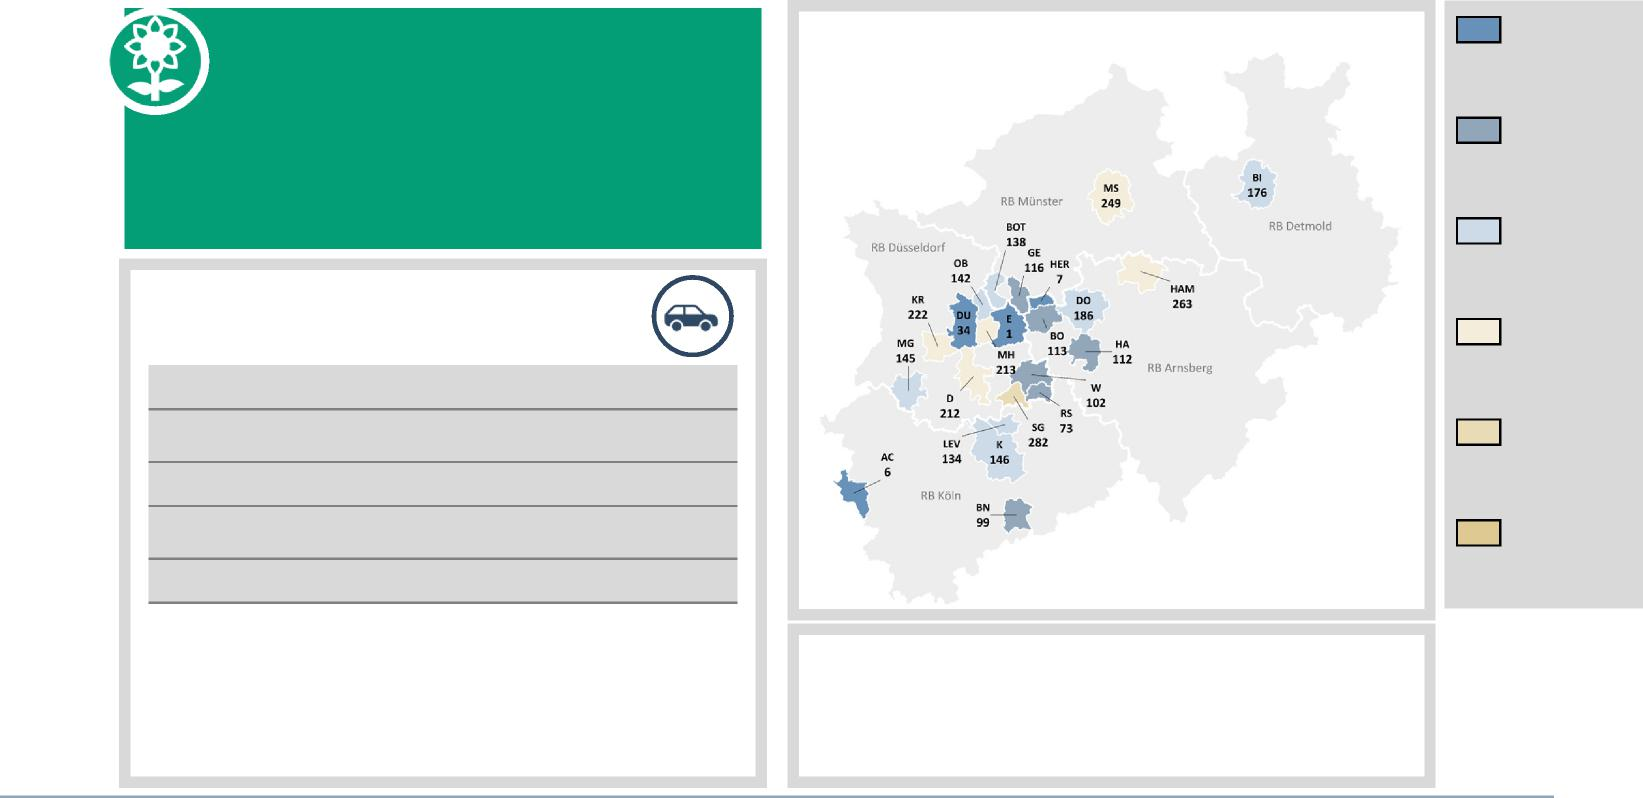 BI
176
MS
249
RB Münster
RB Detmold
BOT
138
RB Düsseldorf
GE
116
HER
7
OB
142
HAM
263
KR
222
DO
186
DU
34
E
1
BO
113
HA
112
MG
145
MH
213
RB Arnsberg
W
102
D
212
RS
73
SG
282
LEV
134
K
146
AC
6
RB Köln
BN
99